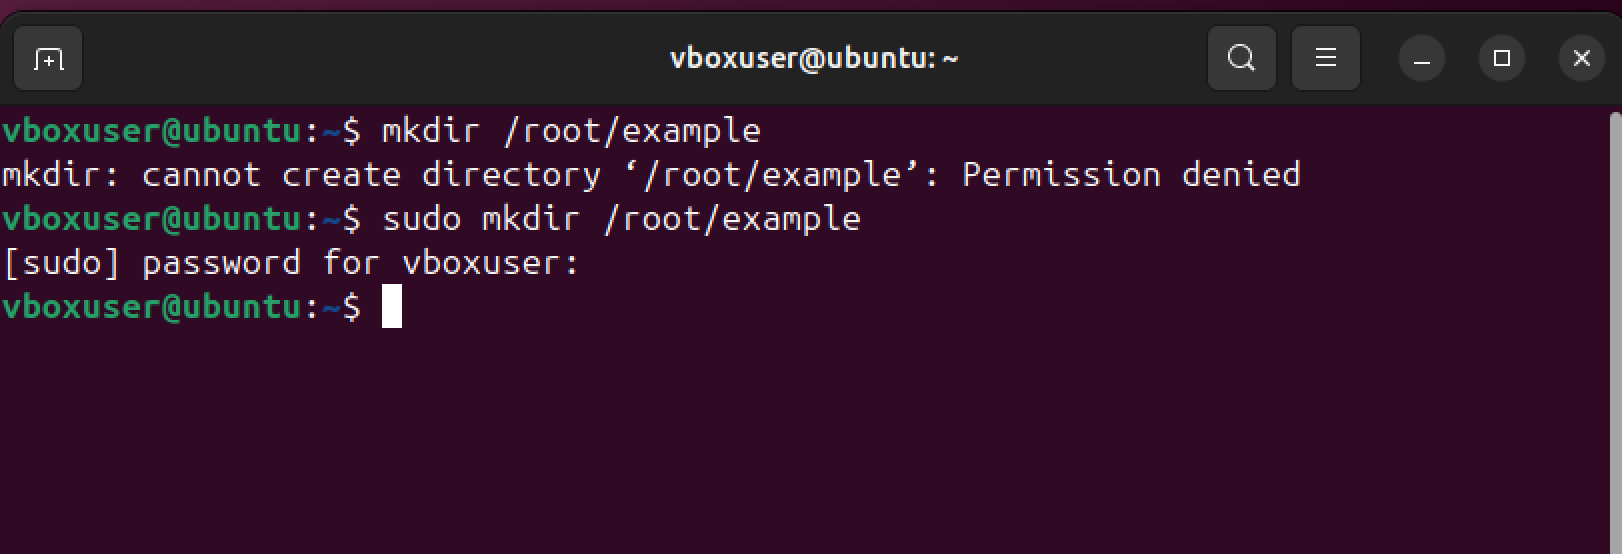 vboxuser@ubuntu: ~
vboxuser@ubuntu:~$ mkdir /root/example
mkdir: cannot create directory ‘/root/example’: Permission denied
vboxuser@ubuntu:~$ sudo mkdir /root/example
[sudo] password for vboxuser:
vboxuser@ubuntu:~$